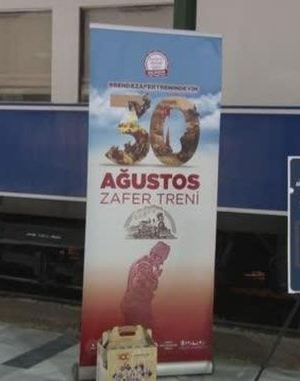 #BENDEZAFERTRENİNDEYİM
30
AĞUSTOS
ZAFER TRENİ